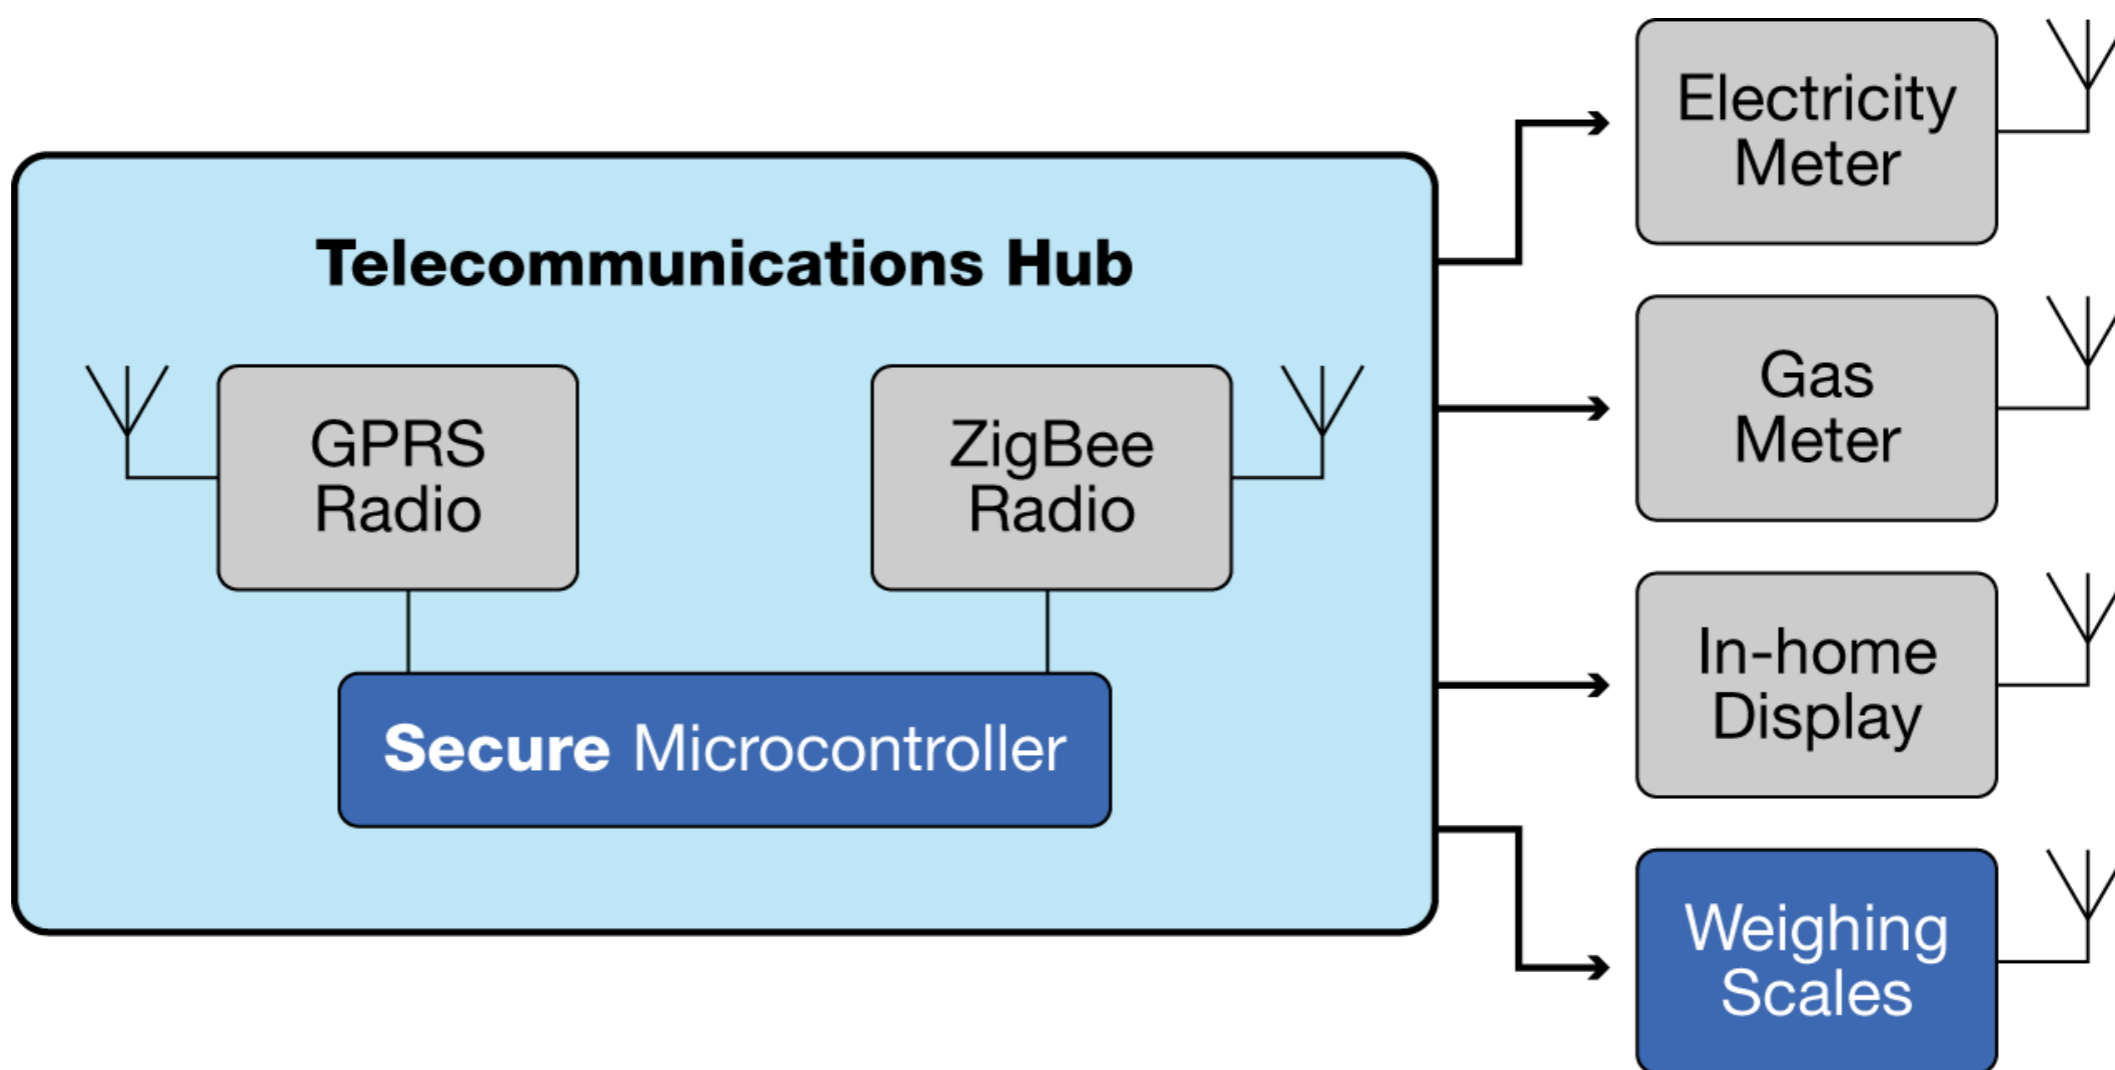 Telecommunications Hub
GPRS
Radio
ZigBee
Radio
Secure Microcontroller
Electricity
Meter
Gas
Meter
In-home
Display
Weighing
Scales